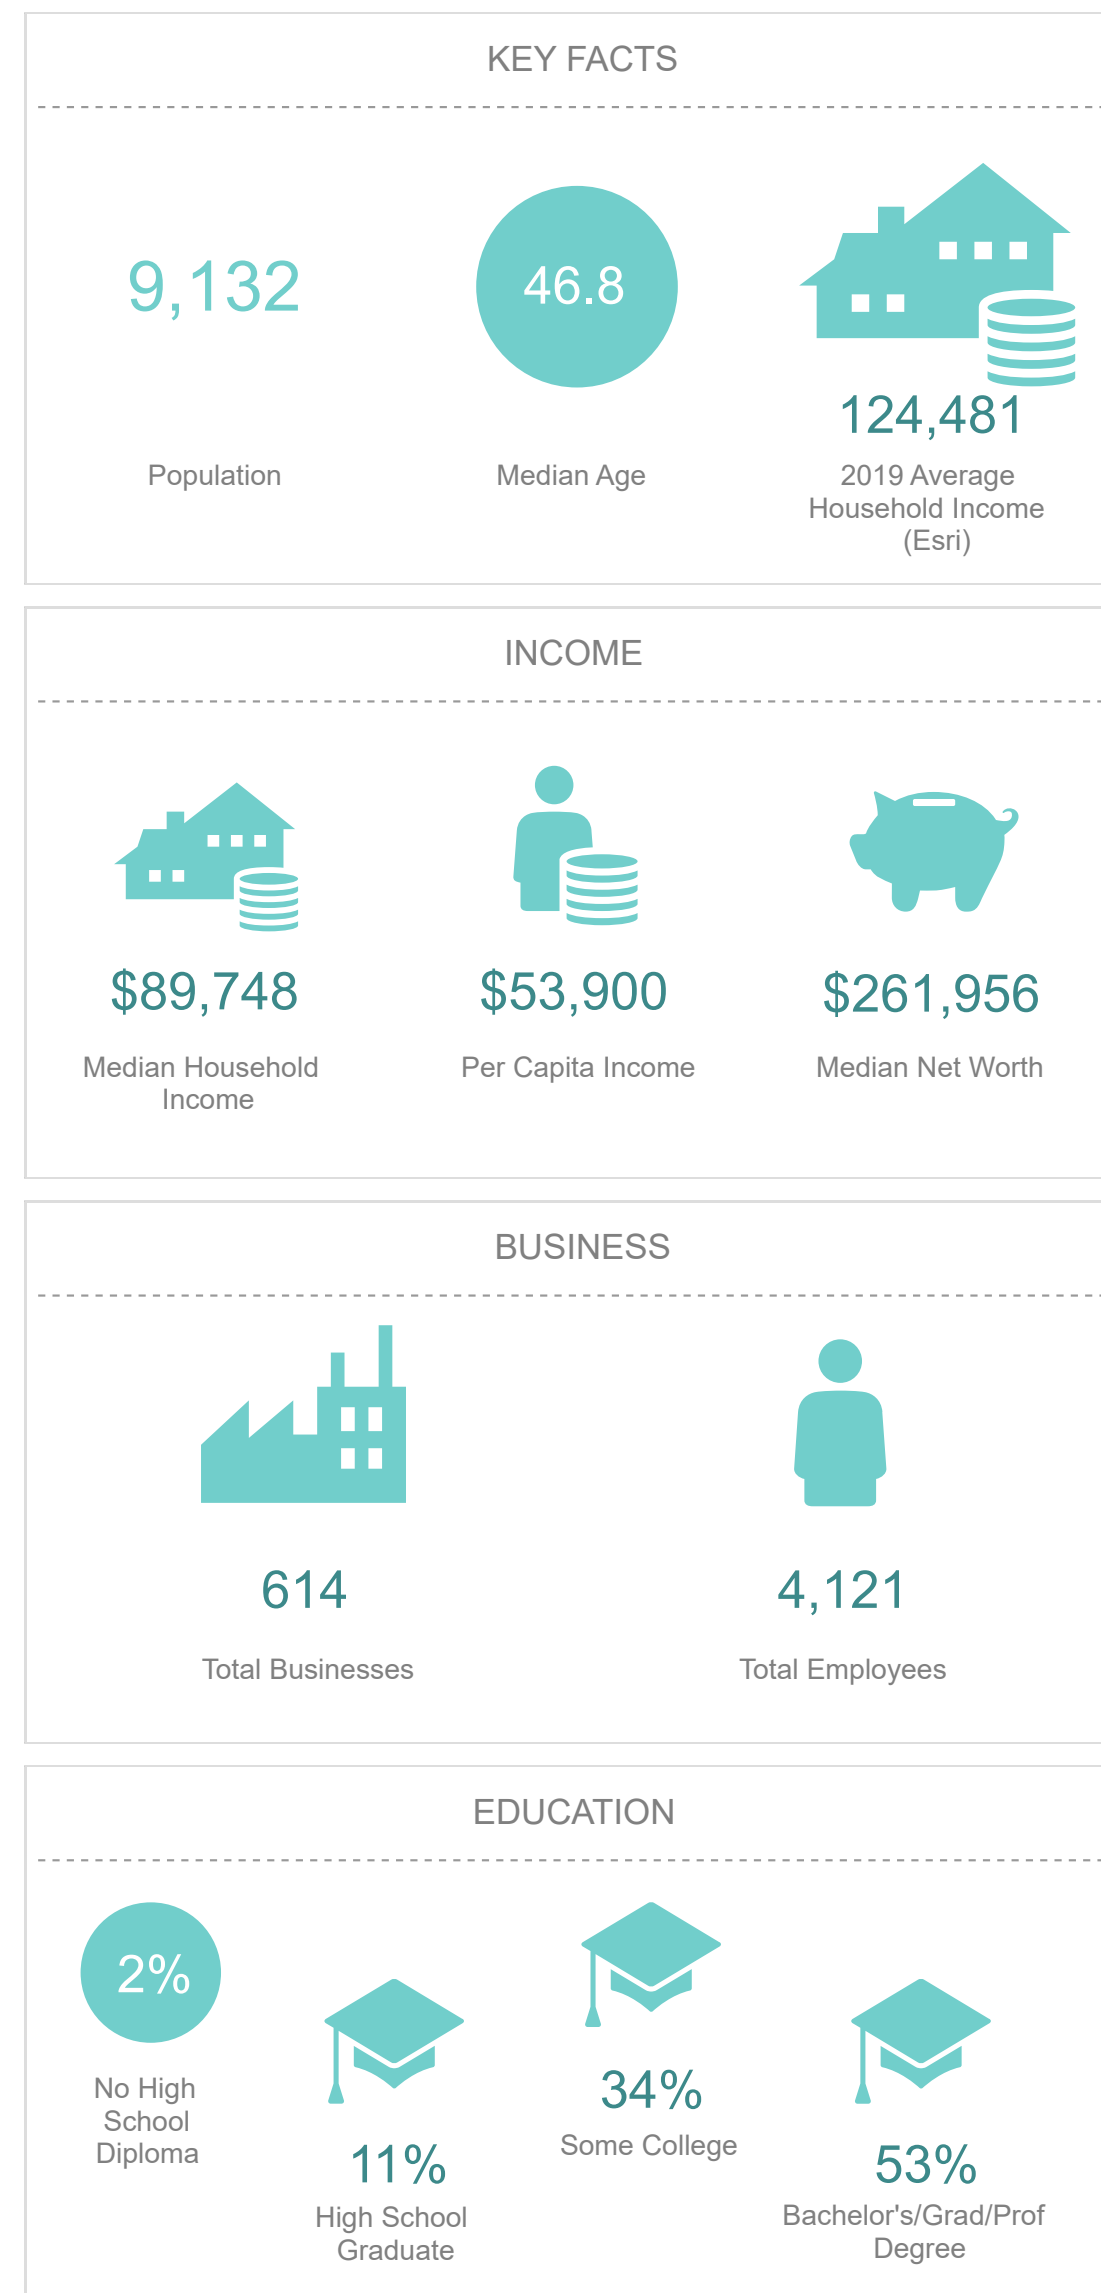 KEY FACTS
9,132
Population
46.8
Median Age
124,481
2019 Average
Household Income
(Esri)
INCOME
$89,748
Median Household
Income
$53,900
Per Capita Income
$261,956
Median Net Worth
BUSINESS
614
Total Businesses
4,121
Total Employees
EDUCATION
2%
No High
School
Diploma
11%
High School
Graduate
34%
Some College
53%
Bachelor's/Grad/Prof
Degree